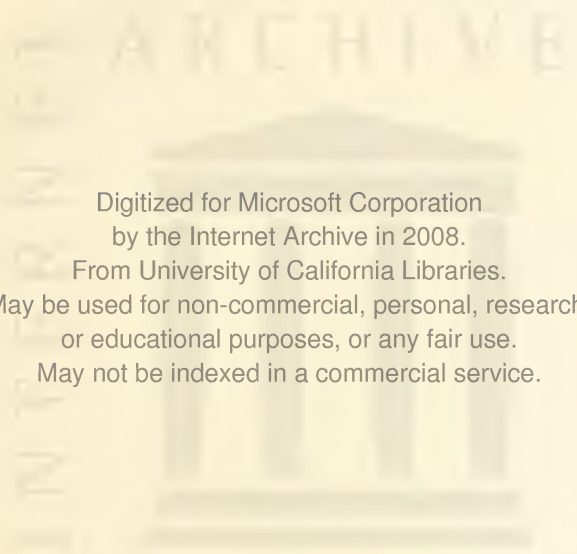 ARCHIVE
Digitized for Microsoft Corporation
by the Internet Archive in 2008.
From University of California Libraries.
May be used for non-commercial, personal, research,
or educational purposes, or any fair use.
May not be indexed in a commercial service.